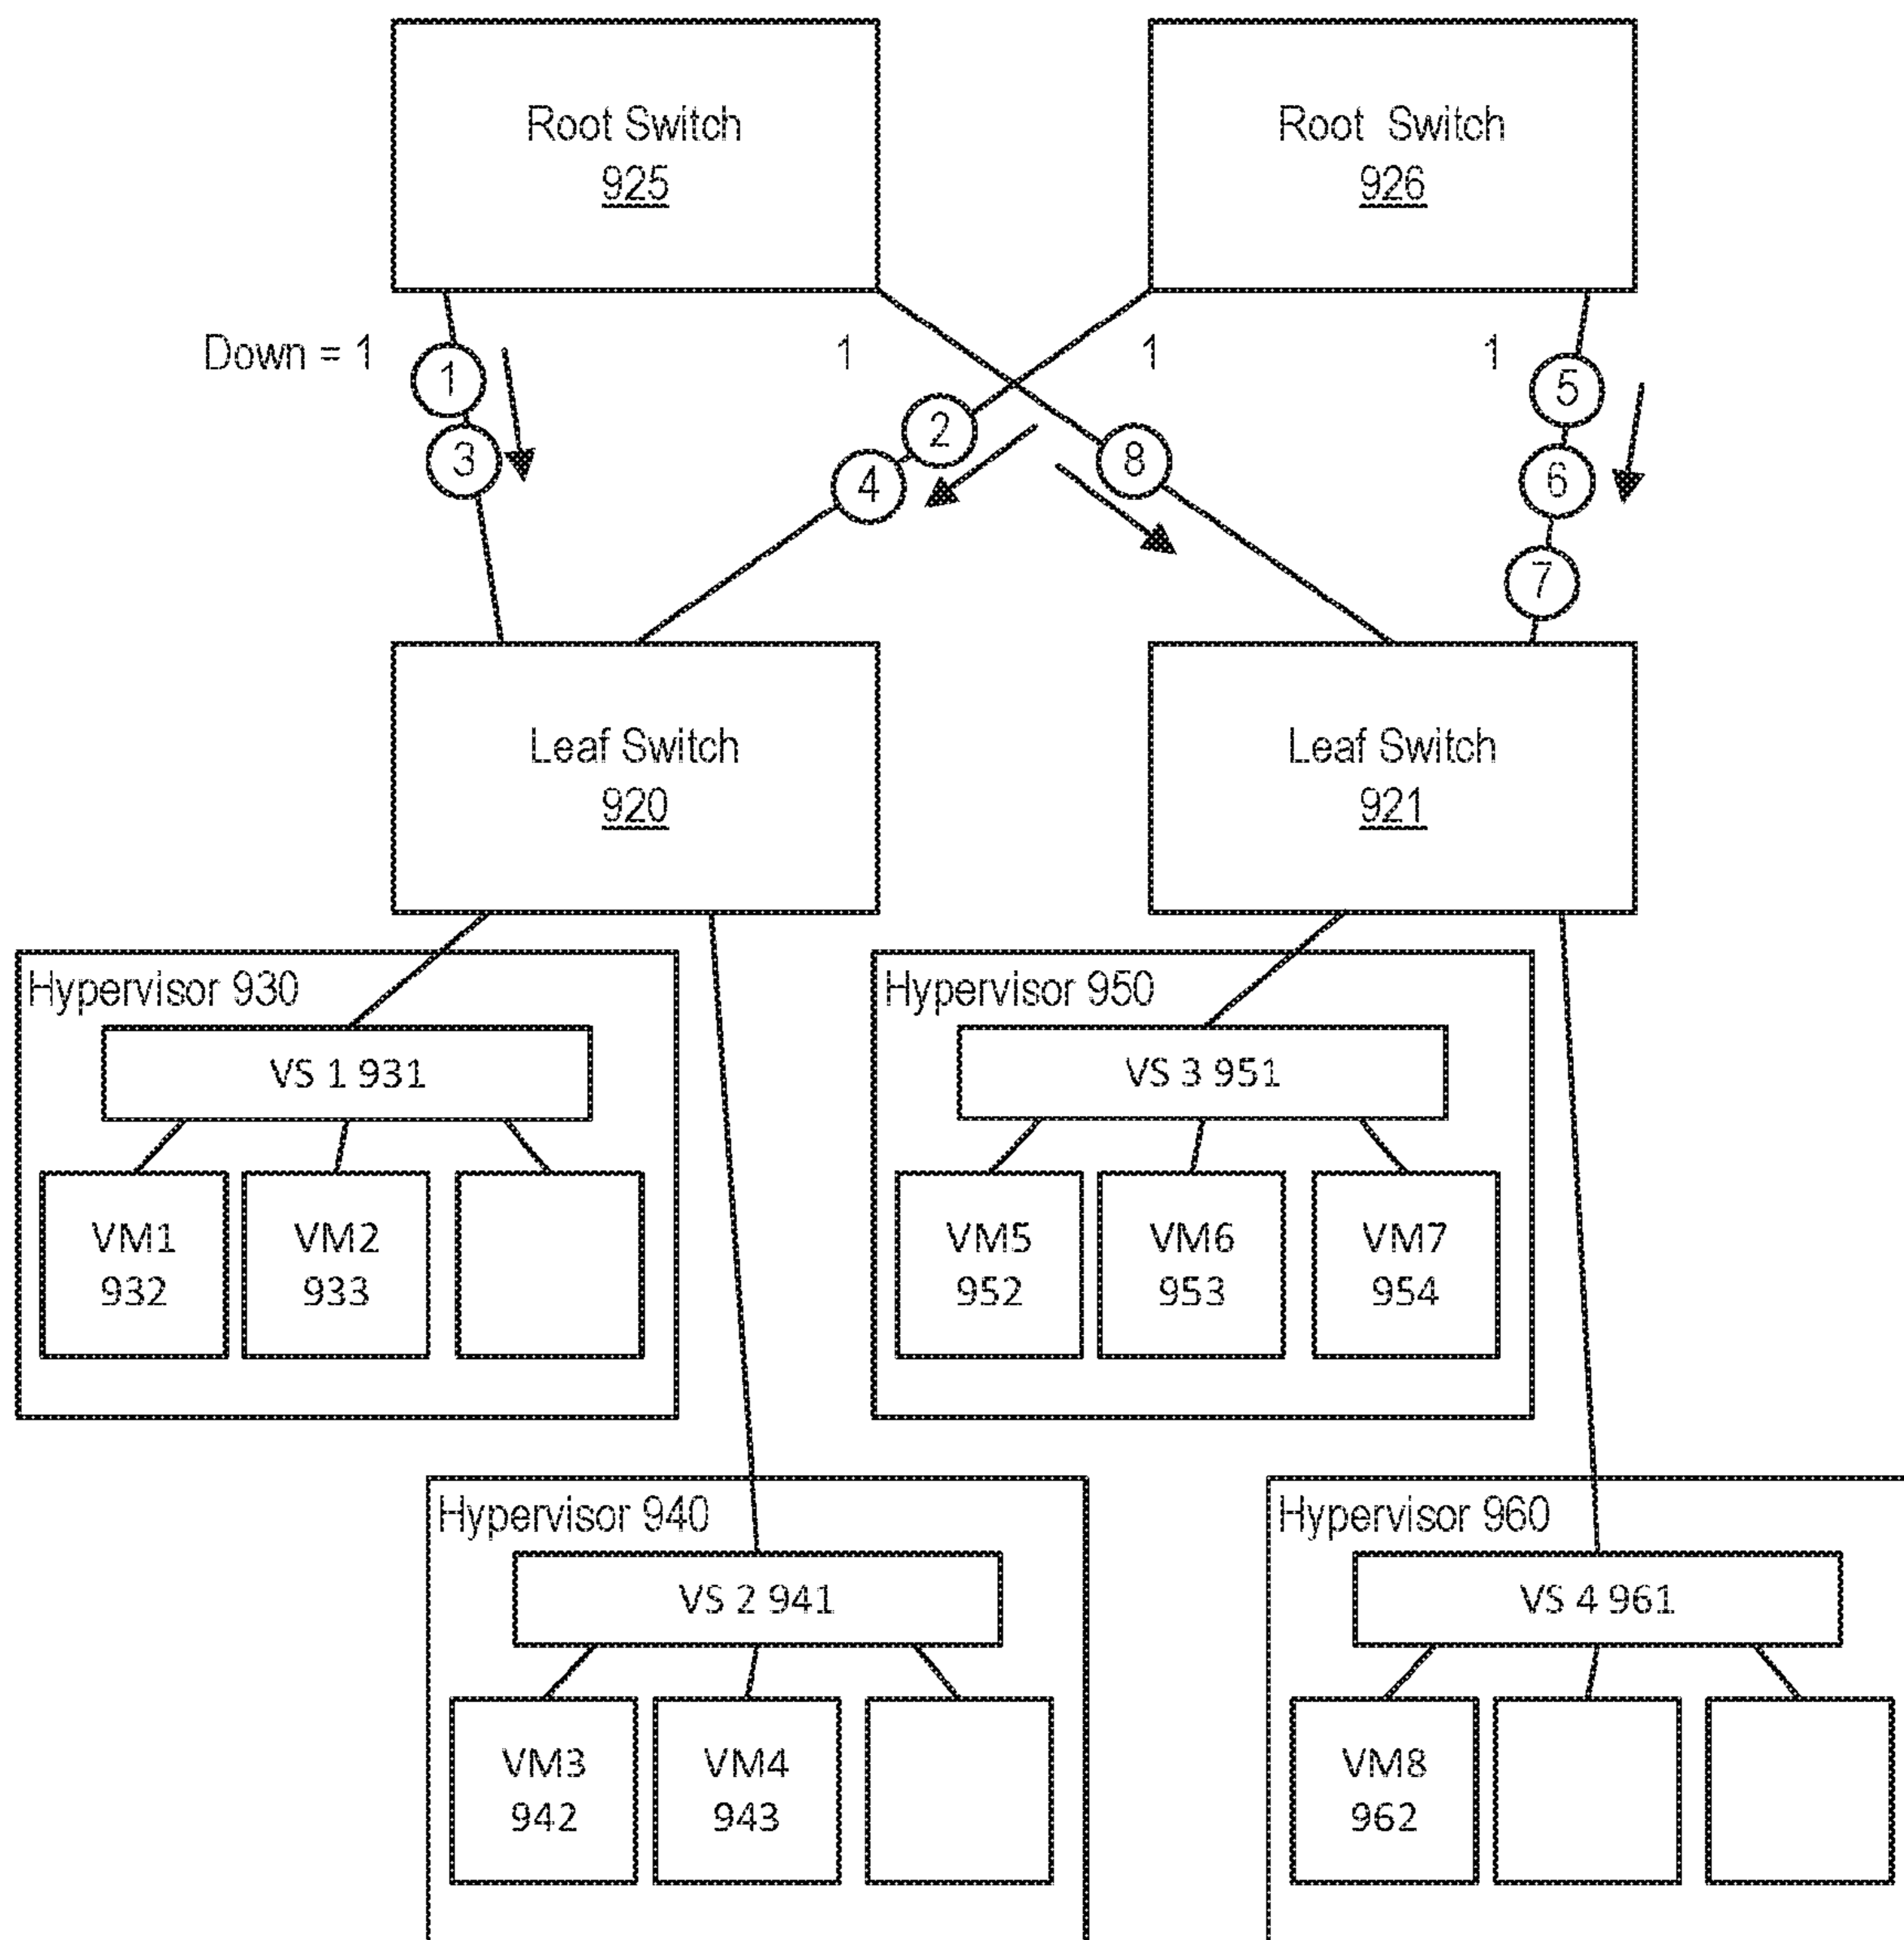 Root Switch
925
Root Switch
926
Down = 1
1
1
1
1
3
2
4
8
5
6
7
Leaf Switch
920
Leaf Switch
921
Hypervisor 930
VS 1 931
VM1
932
VM2
933
Hypervisor 950
VS 3 951
VM5
952
VM6
953
VM7
954
Hypervisor 940
VS 2 941
VM3
942
VM4
943
Hypervisor 960
VS 4 961
VM8
962